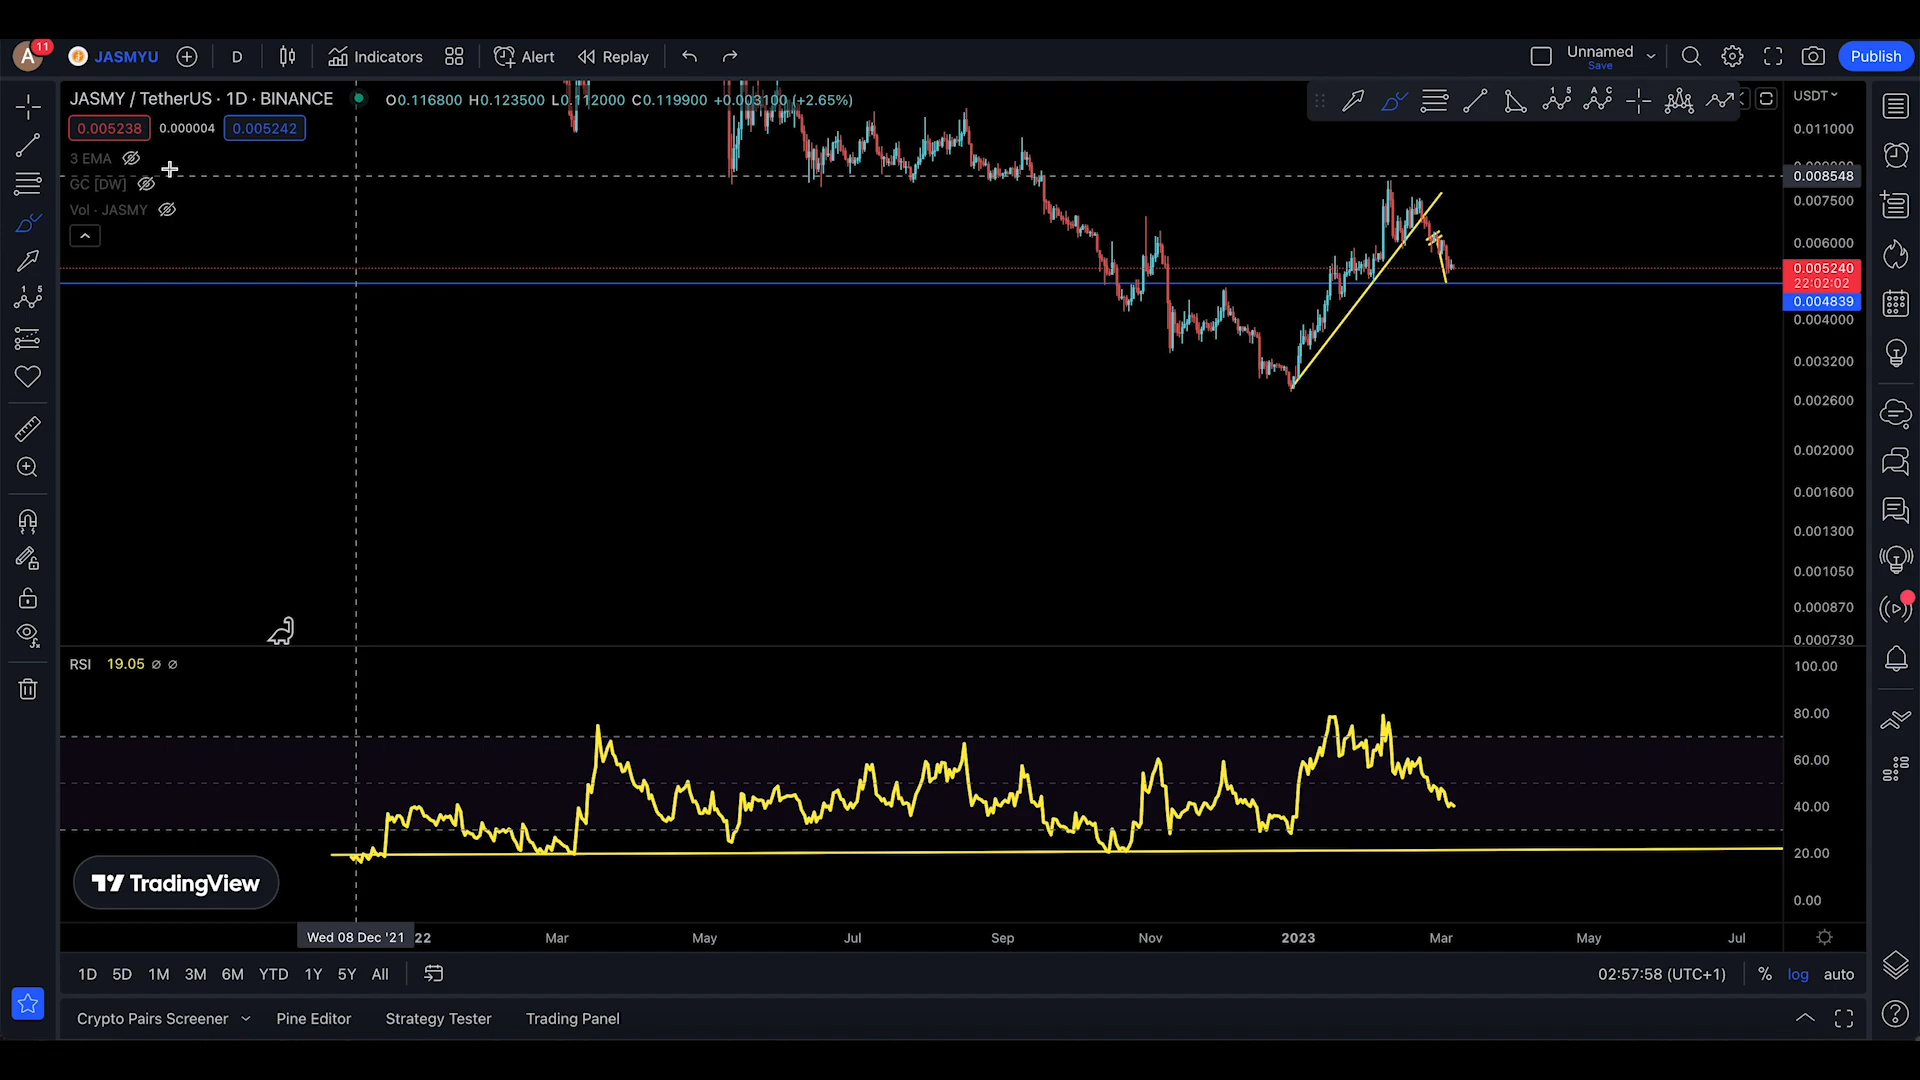 A 11 JASMYU D Indicators Alert Replay Unnamed Save Publish
JASMY / TetherUS · 1D · BINANCE O0.116800 H0.123500 L0.112000 C0.119900 +0.003100 (+2.65%)
0.005238 0.000004 0.005242
3 EMA
GC [DW]
Vol · JASMY
USDT
0.011000
0.008548
0.007500
0.006000
0.005240
22:02:02
0.004839
0.004000
0.003200
0.002600
0.002000
0.001600
0.001300
0.001050
0.000870
0.000730
RSI 19.05 ∅ ∅
100.00
80.00
60.00
40.00
20.00
0.00
TradingView
Wed 08 Dec '21 22 Mar May Jul Sep Nov 2023 Mar May Jul
1D 5D 1M 3M 6M YTD 1Y 5Y All 02:57:58 (UTC+1) % log auto
Crypto Pairs Screener Pine Editor Strategy Tester Trading Panel